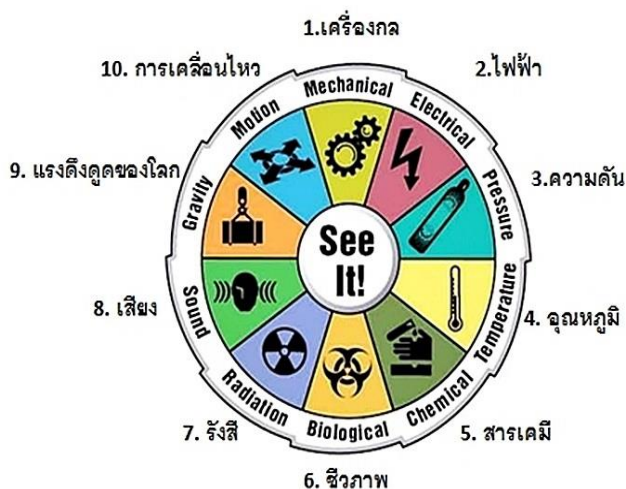 1.เครื่องกล
2.ไฟฟ้า
3.ความดัน
4. อุณหภูมิ
5. สารเคมี
6. ชีวภาพ
7. รังสี
8. เสียง
9. แรงดึงดูดของโลก
10. การเคลื่อนไหว
Mechanical
Electrical
Pressure
Temperature
Chemical
Biological
Radiation
Sound
Gravity
Motion
See
It!